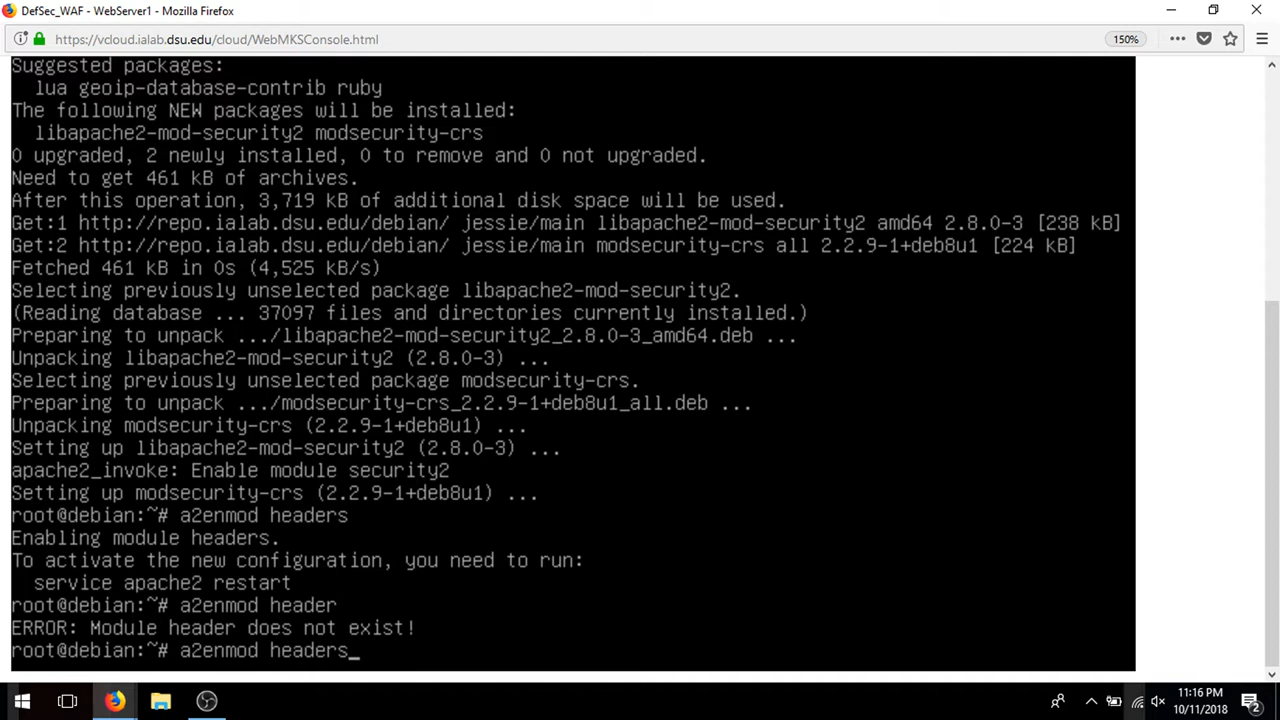 DefSec_WAF - WebServer1 - Mozilla Firefox
https://vcloud.ialab.dsu.edu/cloud/WebMKSConsole.html
150%
Suggested packages:
lua geoip-database-contrib ruby
The following NEW packages will be installed:
libapache2-mod-security2 modsecurity-crs
0 upgraded, 2 newly installed, 0 to remove and 0 not upgraded.
Need to get 461 kB of archives.
After this operation, 3,719 kB of additional disk space will be used.
Get:1 http://repo.ialab.dsu.edu/debian/ jessie/main libapache2-mod-security2 amd64 2.8.0-3 [238 kB]
Get:2 http://repo.ialab.dsu.edu/debian/ jessie/main modsecurity-crs all 2.2.9-1+deb8u1 [224 kB]
Fetched 461 kB in 0s (4,525 kB/s)
Selecting previously unselected package libapache2-mod-security2.
(Reading database ... 37097 files and directories currently installed.)
Preparing to unpack .../libapache2-mod-security2_2.8.0-3_amd64.deb ...
Unpacking libapache2-mod-security2 (2.8.0-3) ...
Selecting previously unselected package modsecurity-crs.
Preparing to unpack .../modsecurity-crs_2.2.9-1+deb8u1_all.deb ...
Unpacking modsecurity-crs (2.2.9-1+deb8u1) ...
Setting up libapache2-mod-security2 (2.8.0-3) ...
apache2_invoke: Enable module security2
Setting up modsecurity-crs (2.2.9-1+deb8u1) ...
root@debian:~# a2enmod headers
Enabling module headers.
To activate the new configuration, you need to run:
service apache2 restart
root@debian:~# a2enmod header
ERROR: Module header does not exist!
root@debian:~# a2enmod headers_
11:16 PM
10/11/2018
2